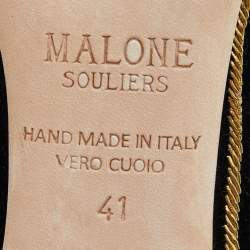 MALONE
SOULIERS
HAND MADE IN ITALY
VERO CUOIO
41